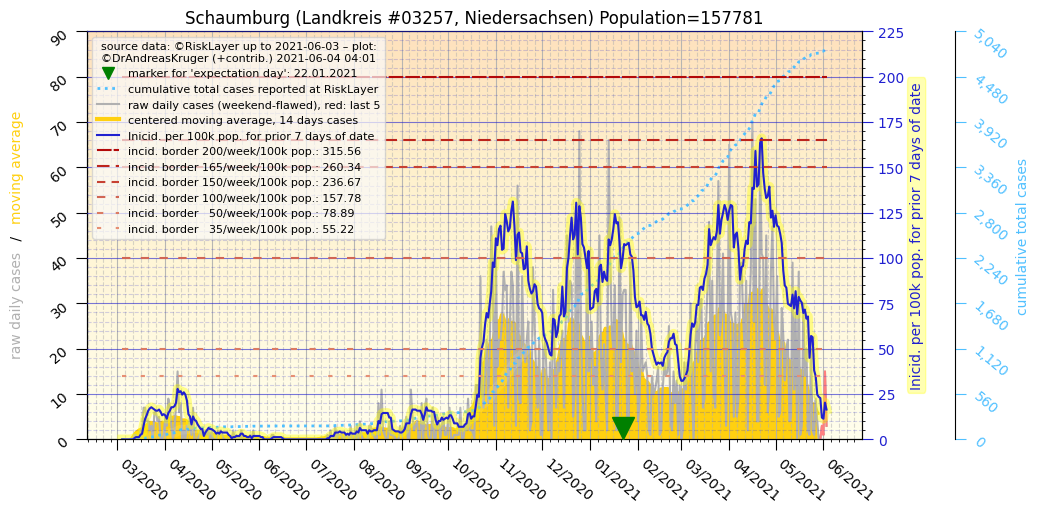 Schaumburg (Landkreis #03257, Niedersachsen) Population=157781
source data: ©RiskLayer up to 2021-06-03 – plot:
©DrAndreasKruger (+contrib.) 2021-06-04 04:01
marker for 'expectation day': 22.01.2021
cumulative total cases reported at RiskLayer
raw daily cases (weekend-flawed), red: last 5
centered moving average, 14 days cases
Inicid. per 100k pop. for prior 7 days of date
incid. border 200/week/100k pop.: 315.56
incid. border 165/week/100k pop.: 260.34
incid. border 150/week/100k pop.: 236.67
incid. border 100/week/100k pop.: 157.78
incid. border 50/week/100k pop.: 78.89
incid. border 35/week/100k pop.: 55.22
raw daily cases / moving average
90
80
70
60
50
40
30
20
10
0
225
200
175
150
125
100
75
50
25
0
Inicid. per 100k pop. for prior 7 days of date
5,040
4,480
3,920
3,360
2,800
2,240
1,680
1,120
560
0
cumulative total cases
03/2020
04/2020
05/2020
06/2020
07/2020
08/2020
09/2020
10/2020
11/2020
12/2020
01/2021
02/2021
03/2021
04/2021
05/2021
06/2021